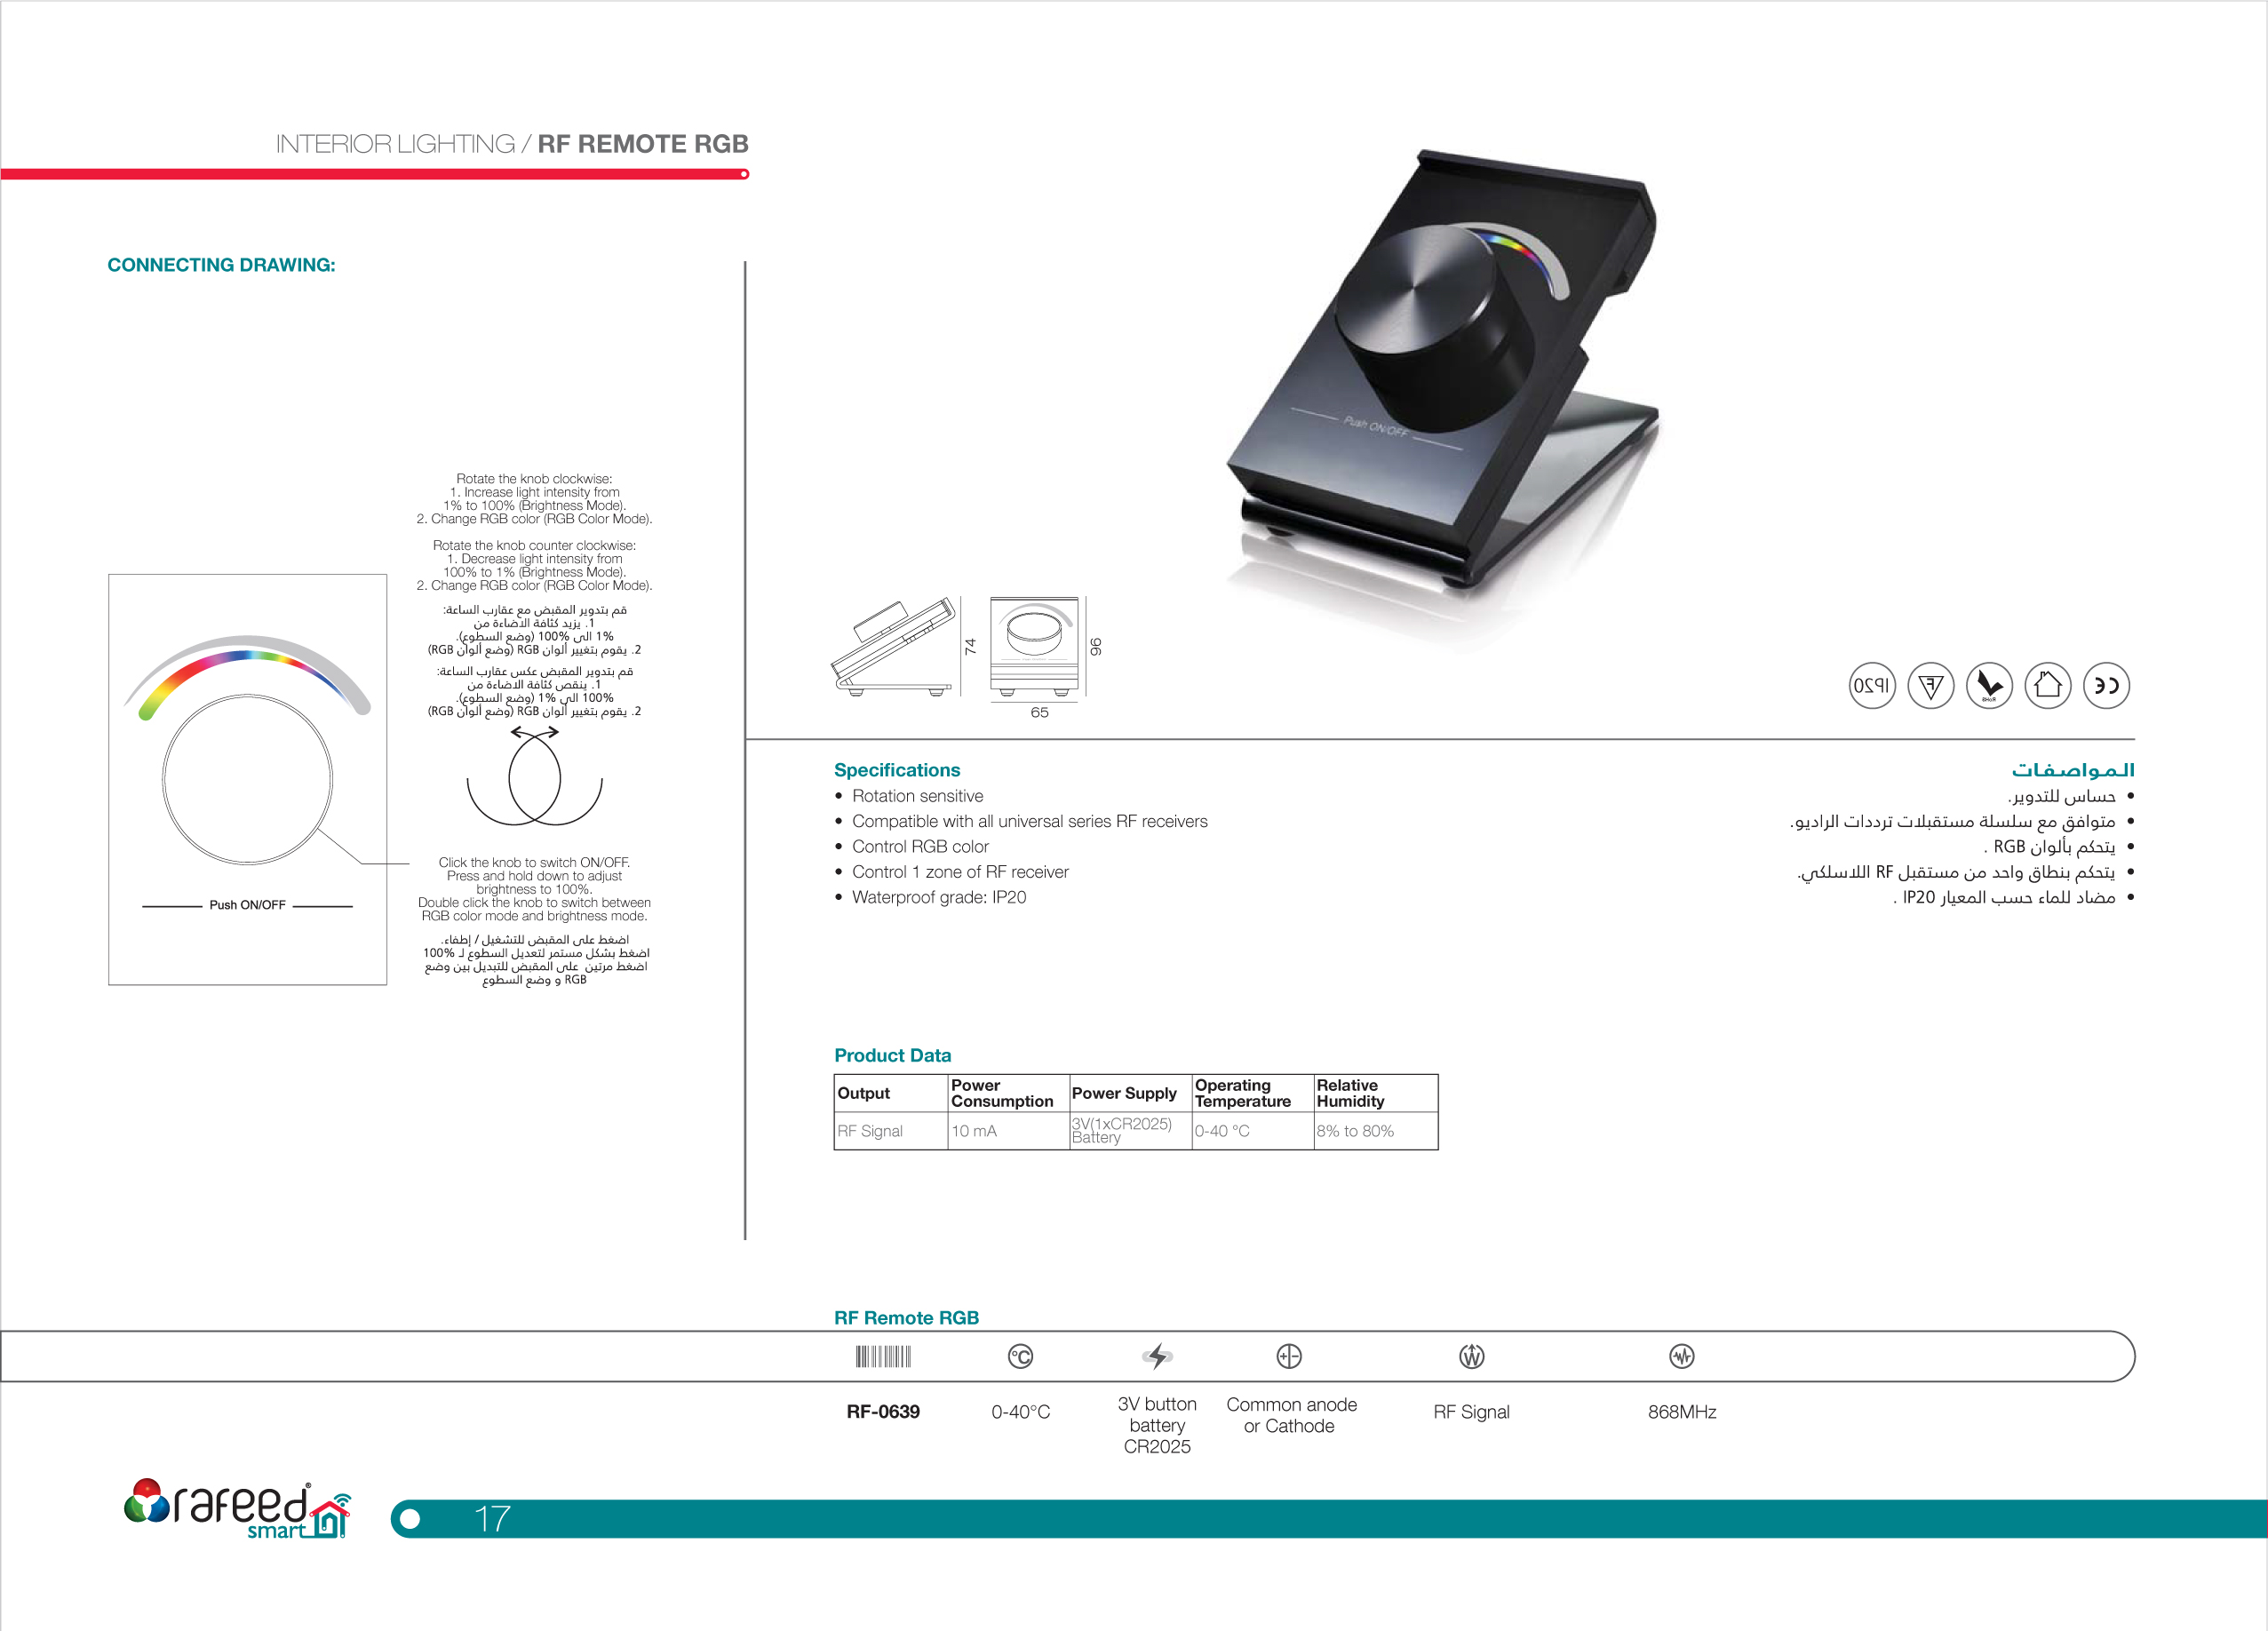 INTERIOR LIGHTING / RF REMOTE RGB
CONNECTING DRAWING:
Rotate the knob clockwise:
1. Increase light intensity from
1% to 100% (Brightness Mode).
2. Change RGB color (RGB Color Mode).
Rotate the knob counter clockwise:
1. Decrease light intensity from
100% to 1% (Brightness Mode).
2. Change RGB color (RGB Color Mode).
قم بتدوير المقبض مع عقارب الساعة:
1. يزيد كثافة الاضاءة من
1% الى 100% (وضع السطوع).
2. يقوم بتغيير ألوان RGB (وضع ألوان RGB)
قم بتدوير المقبض عكس عقارب الساعة:
1. ينقص كثافة الاضاءة من
100% الى 1% (وضع السطوع).
2. يقوم بتغيير ألوان RGB (وضع ألوان RGB)
Click the knob to switch ON/OFF.
Press and hold down to adjust
brightness to 100%.
Double click the knob to switch between
RGB color mode and brightness mode.
اضغط على المقبض للتشغيل / إطفاء.
اضغط بشكل مستمر لتعديل السطوع لـ 100%
اضغط مرتين على المقبض للتبديل بين وضع
RGB و وضع السطوع
Push ON/OFF
Push ON/OFF
74
96
65
IP20
F
RoHS
CE
Specifications
• Rotation sensitive
• Compatible with all universal series RF receivers
• Control RGB color
• Control 1 zone of RF receiver
• Waterproof grade: IP20
المواصفات
• حساس للتدوير.
• متوافق مع سلسلة مستقبلات ترددات الراديو.
• يتحكم بألوان RGB .
• يتحكم بنطاق واحد من مستقبل RF اللاسلكي.
• مضاد للماء حسب المعيار IP20 .
Product Data
Output Power Consumption Power Supply Operating Temperature Relative Humidity
RF Signal 10 mA 3V(1xCR2025) Battery 0-40 °C 8% to 80%
RF Remote RGB
°C W
RF-0639 0-40°C 3V button battery CR2025 Common anode or Cathode RF Signal 868MHz
rafeed®
smart
17